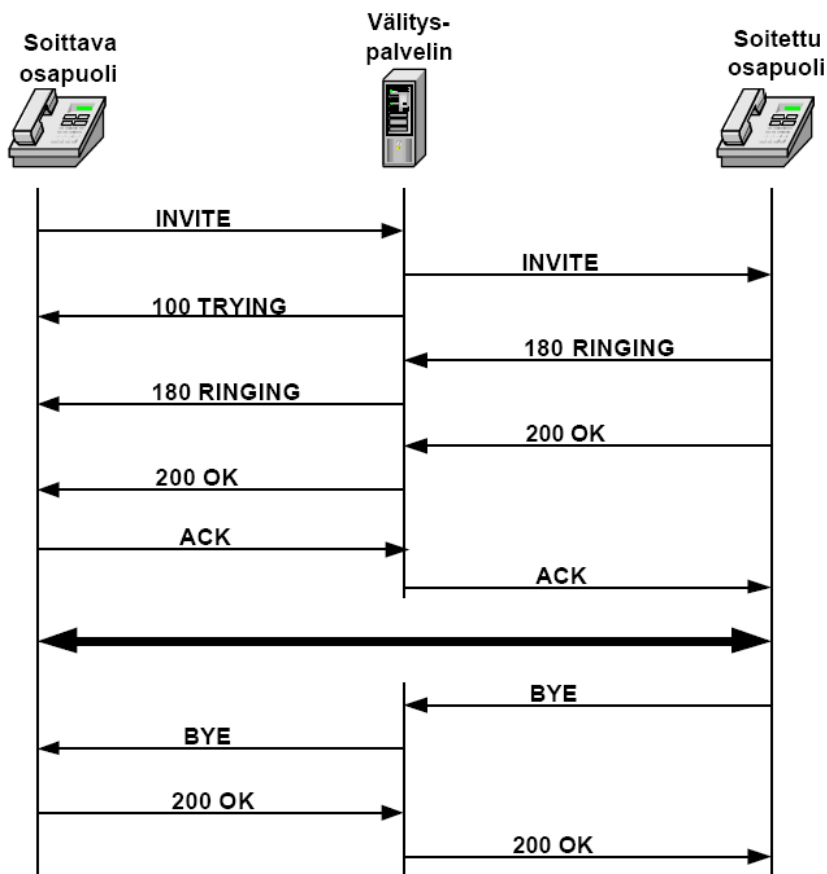 Soittava
osapuoli
Välitys-
palvelin
Soitettu
osapuoli
INVITE
INVITE
100 TRYING
180 RINGING
180 RINGING
200 OK
200 OK
ACK
ACK
BYE
BYE
200 OK
200 OK